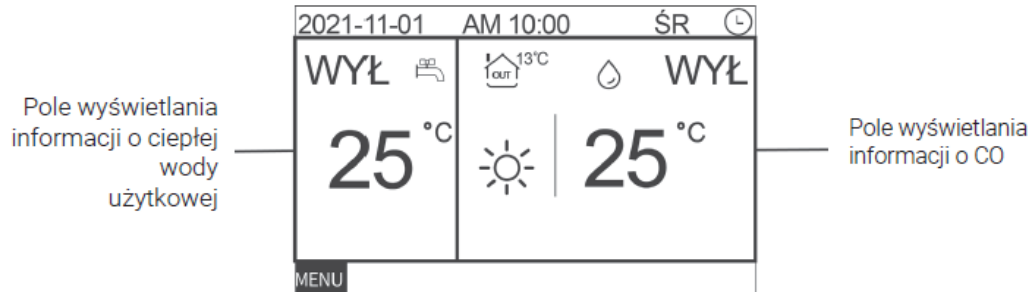 2021-11-01 AM 10:00 ŚR
WYŁ
25 °C
OUT 13°C
WYŁ
25 °C
MENU
Pole wyświetlania
informacji o ciepłej
wody
użytkowej
Pole wyświetlania
informacji o CO